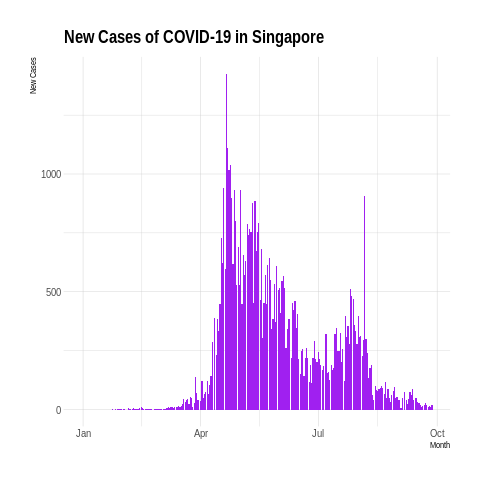 New Cases of COVID-19 in Singapore
New Cases
1000
500
0
Jan Apr Jul Oct
Month